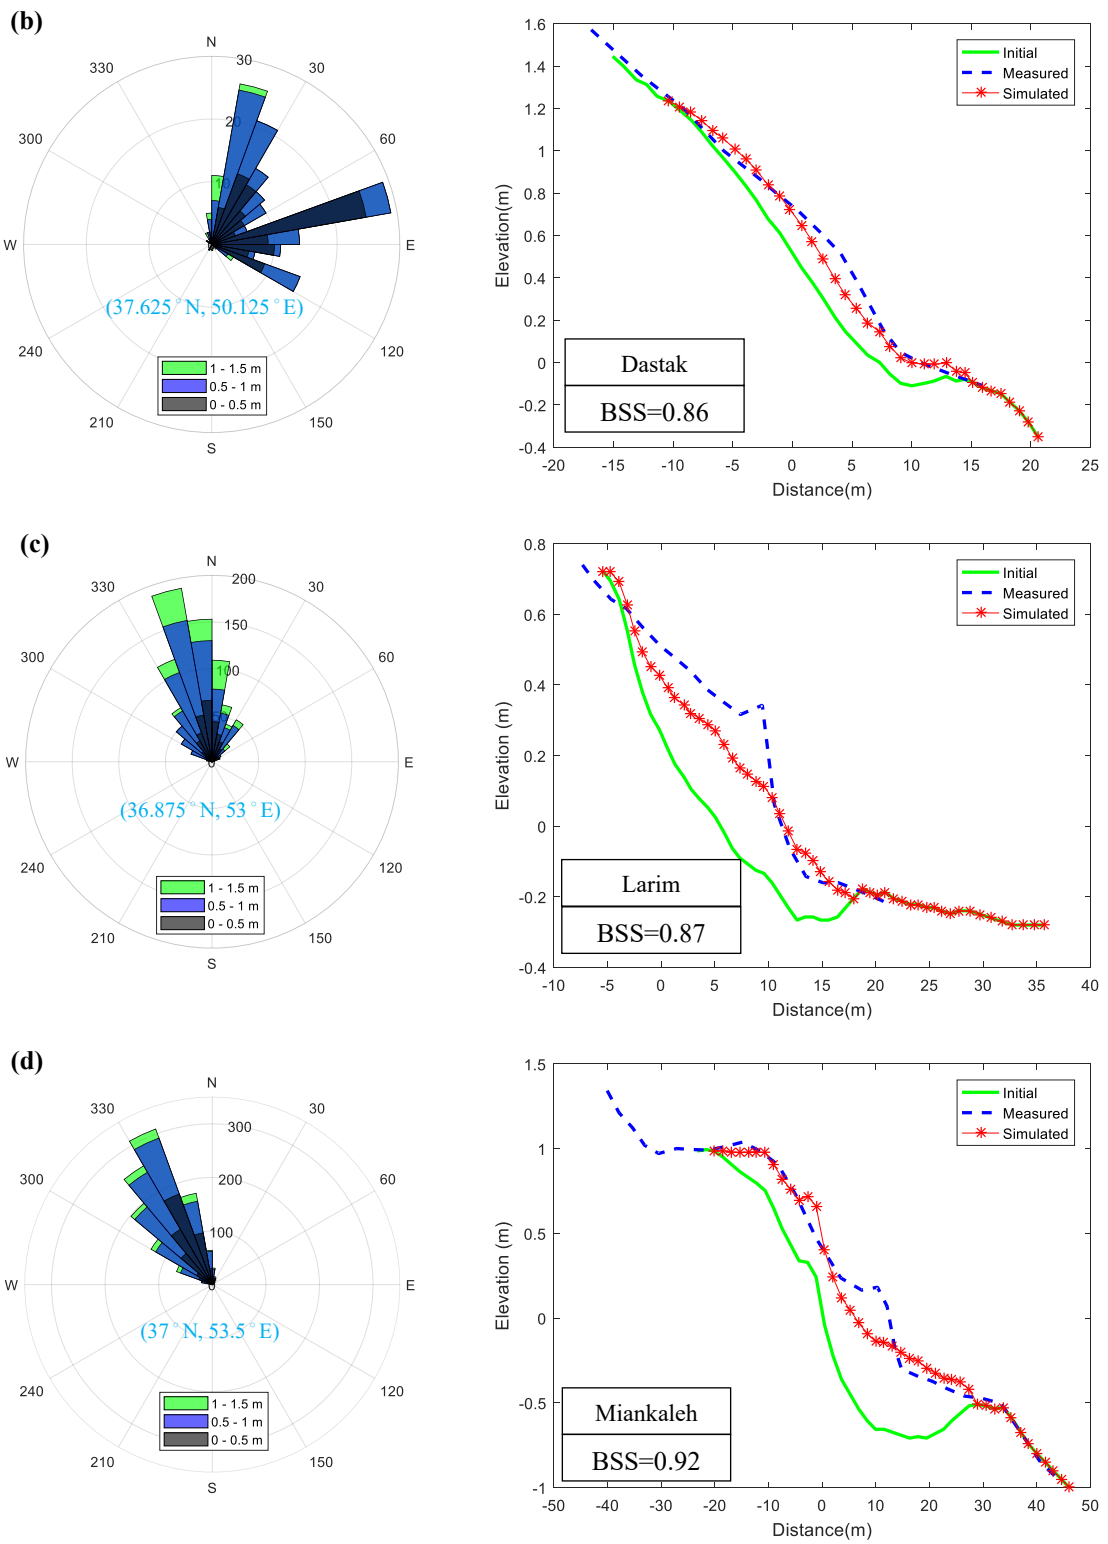 (b)
N
30
330
30
20
300
60
10
W
E
(37.625°N, 50.125°E)
240
120
1 - 1.5 m
0.5 - 1 m
0 - 0.5 m
210
150
S
1.6
1.4
1.2
1
0.8
0.6
0.4
0.2
0
-0.2
-0.4
Elevation(m)
Initial
Measured
Simulated
Dastak
BSS=0.86
-20
-15
-10
-5
0
5
10
15
20
25
Distance(m)
(c)
N
200
330
30
150
300
60
100
W
0
E
(36.875°N, 53°E)
240
120
1 - 1.5 m
0.5 - 1 m
0 - 0.5 m
210
150
S
0.8
0.6
0.4
0.2
0
-0.2
-0.4
Elevation (m)
Initial
Measured
Simulated
Larim
BSS=0.87
-10
-5
0
5
10
15
20
25
30
35
40
Distance(m)
(d)
N
330
30
300
200
300
60
100
W
0
E
(37°N, 53.5°E)
240
120
1 - 1.5 m
0.5 - 1 m
0 - 0.5 m
210
150
S
1.5
1
0.5
0
-0.5
-1
Elevation (m)
Initial
Measured
Simulated
Miankaleh
BSS=0.92
-50
-40
-30
-20
-10
0
10
20
30
40
50
Distance(m)